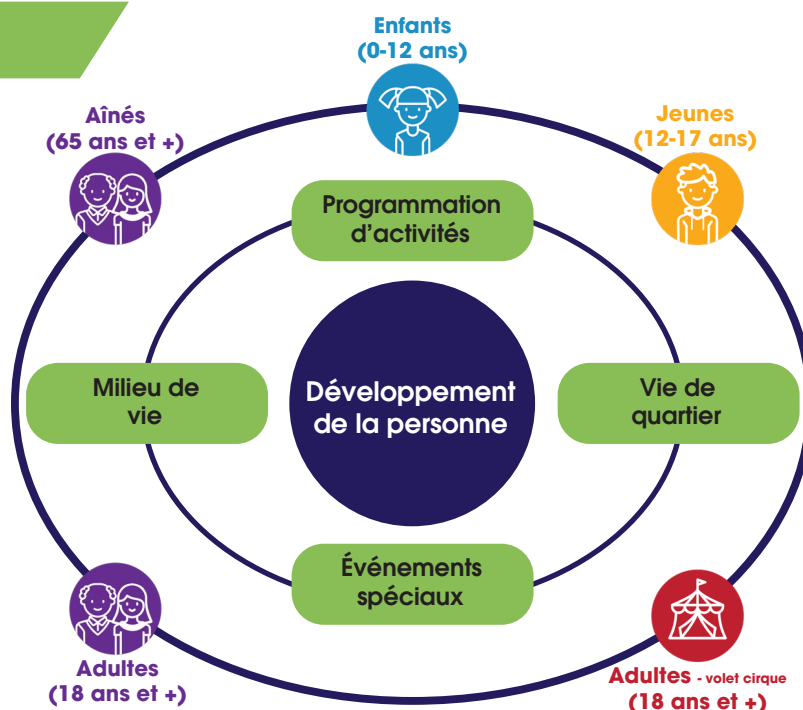 Enfants
(0-12 ans)
Aînés
(65 ans et +)
Jeunes
(12-17 ans)
Programmation
d'activités
Milieu de
vie
Développement
de la personne
Vie de
quartier
Événements
spéciaux
Adultes
(18 ans et +)
Adultes - volet cirque
(18 ans et +)